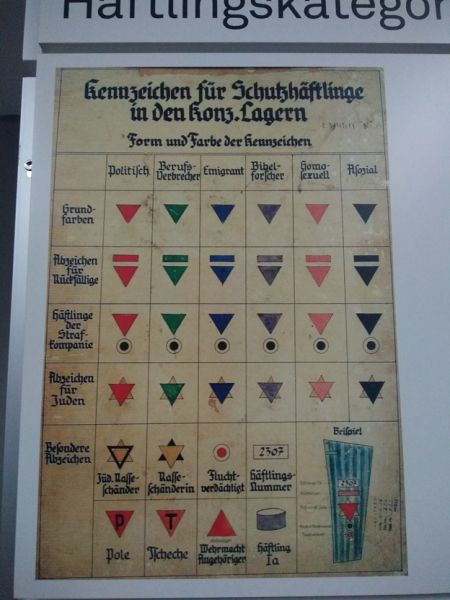 Häftlingskategor
Kennzeichen für Schutzhäftlinge
in den Konz.Lagern
Form und Farbe der Kennzeichen
Politisch
Berufs-
Verbrecher
Emigrant
Bibel-
forscher
Homo-
sexuell
Asozial
Grund-
farben
Abzeichen
für
Rückfällige
Häftlinge
der
Straf-
kompanie
Abzeichen
für
Juden
Besondere
Abzeichen
Jüd. Rasse-
schänder
Rasse-
schänderin
Flucht-
verdächtigt
2307
Häftlings-
Nummer
Beispiel
2307
P
Pole
T
Tscheche
Wehrmacht
Angehöriger
Häftling
Ia